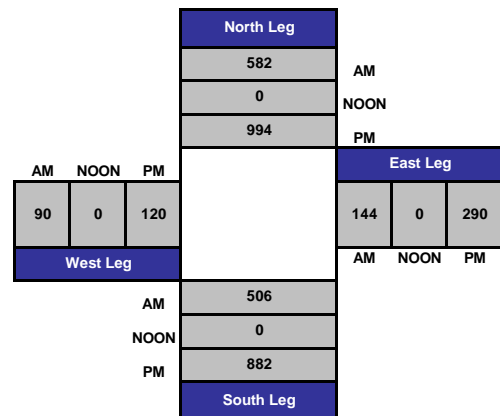 North Leg
582
AM
0
NOON
994
PM
AM NOON PM
East Leg
90 0 120
144 0 290
West Leg
AM NOON PM
AM
506
NOON
0
PM
882
South Leg